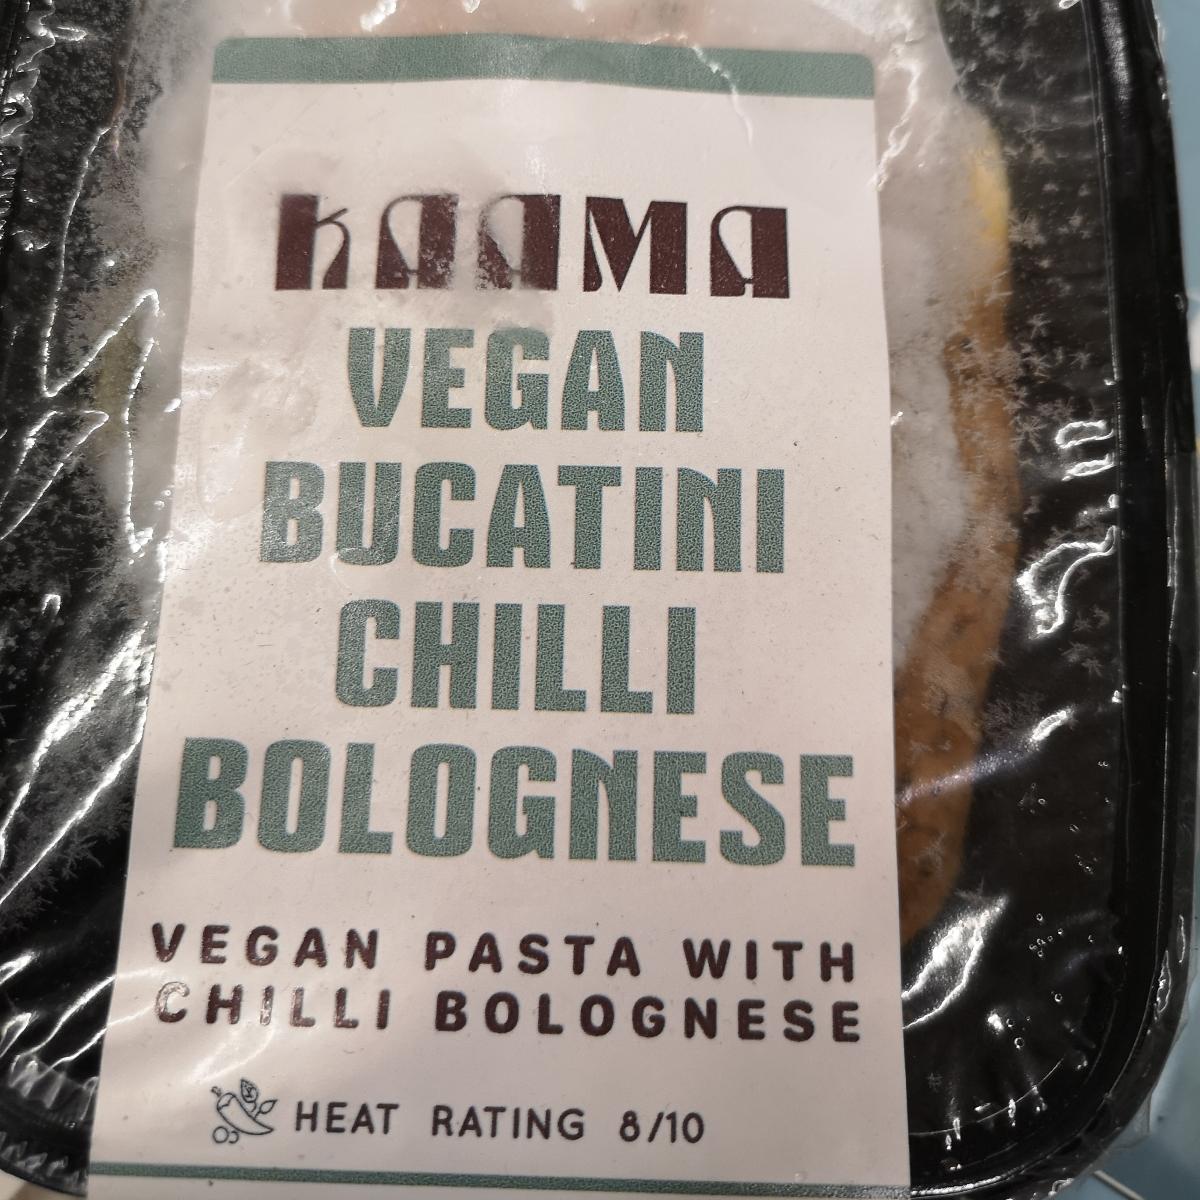 KAAMA
VEGAN
BUCATINI
CHILLI
BOLOGNESE
VEGAN PASTA WITH
CHILLI BOLOGNESE
HEAT RATING 8/10